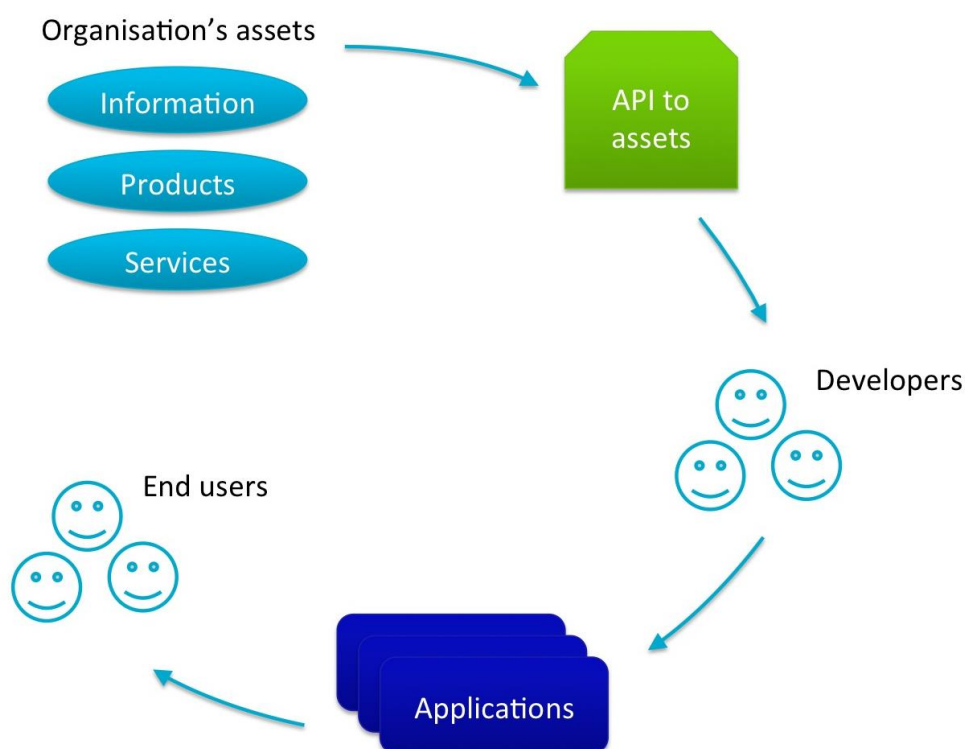 Organisation's assets
Information
Products
Services
API to
assets
Developers
End users
Applications